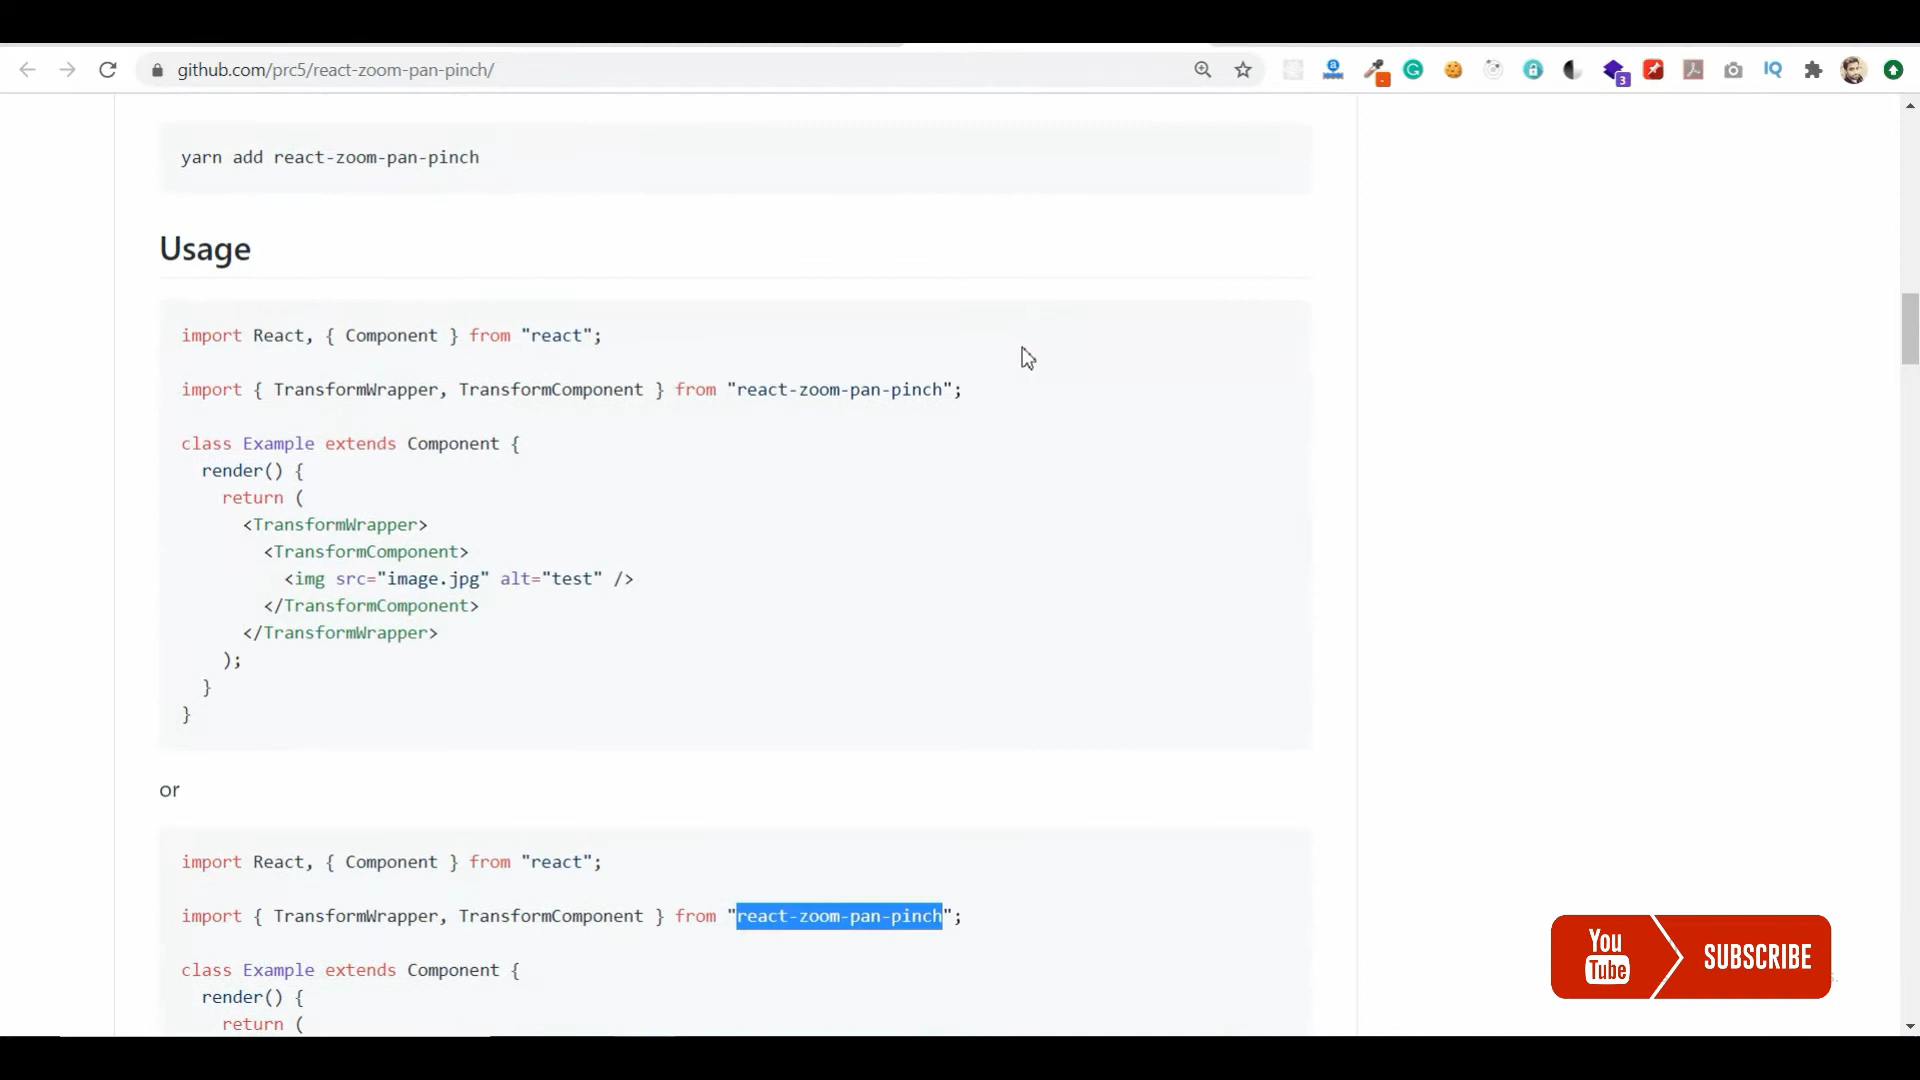 github.com/prc5/react-zoom-pan-pinch/
3
IQ
yarn add react-zoom-pan-pinch
Usage
import React, { Component } from "react";
import { TransformWrapper, TransformComponent } from "react-zoom-pan-pinch";
class Example extends Component {
render() {
return (
<TransformWrapper>
<TransformComponent>
<img src="image.jpg" alt="test" />
</TransformComponent>
</TransformWrapper>
);
}
}
or
import React, { Component } from "react";
import { TransformWrapper, TransformComponent } from "react-zoom-pan-pinch";
class Example extends Component {
render() {
return (
You
Tube
SUBSCRIBE